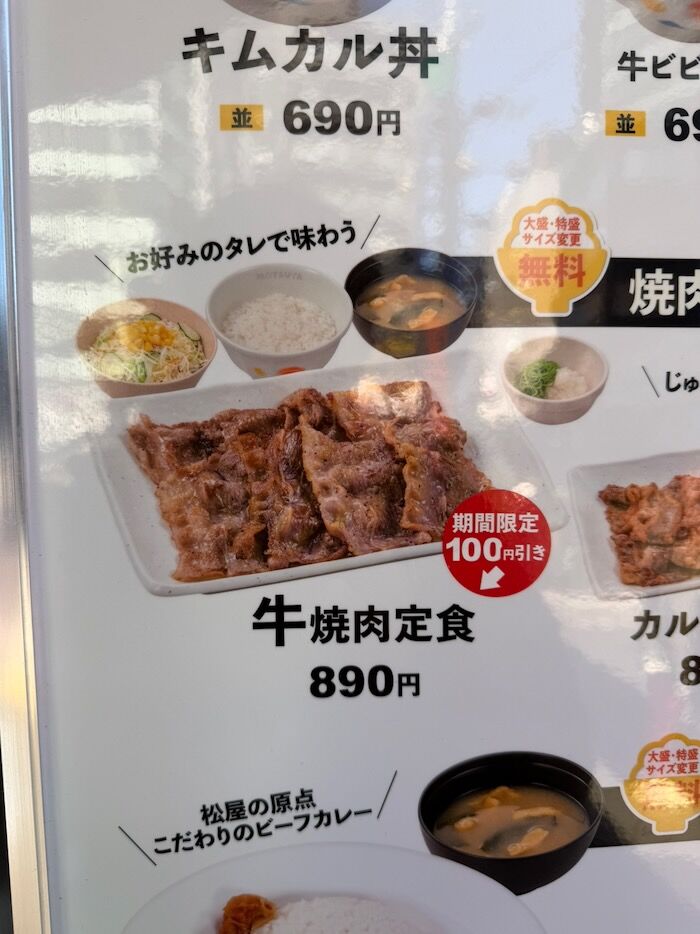 キムカル丼
牛ビビ
並 690円
並 69
お好みのタレで味わう
大盛・特盛
サイズ変更
無料
焼肉
じゅ
期間限定
100円引き
牛焼肉定食
890円
カル
8
松屋の原点
こだわりのビーフカレー
大盛・特盛
サイズ変更
無料